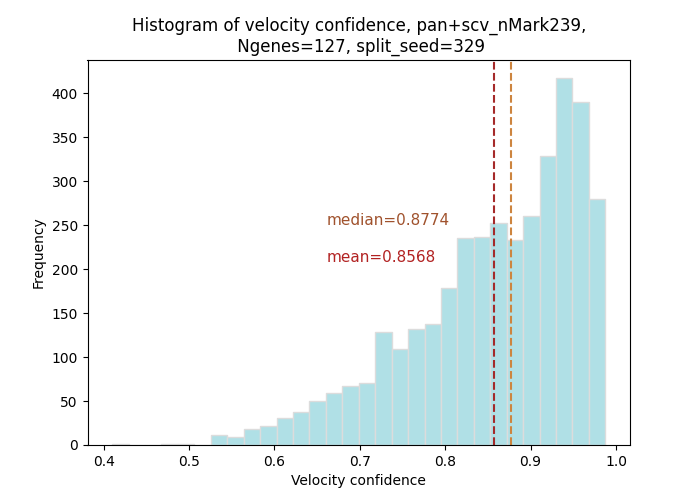 Histogram of velocity confidence, pan+scv_nMark239,
Ngenes=127, split_seed=329
Frequency
400
350
300
250
200
150
100
50
0
median=0.8774
mean=0.8568
0.4 0.5 0.6 0.7 0.8 0.9 1.0
Velocity confidence